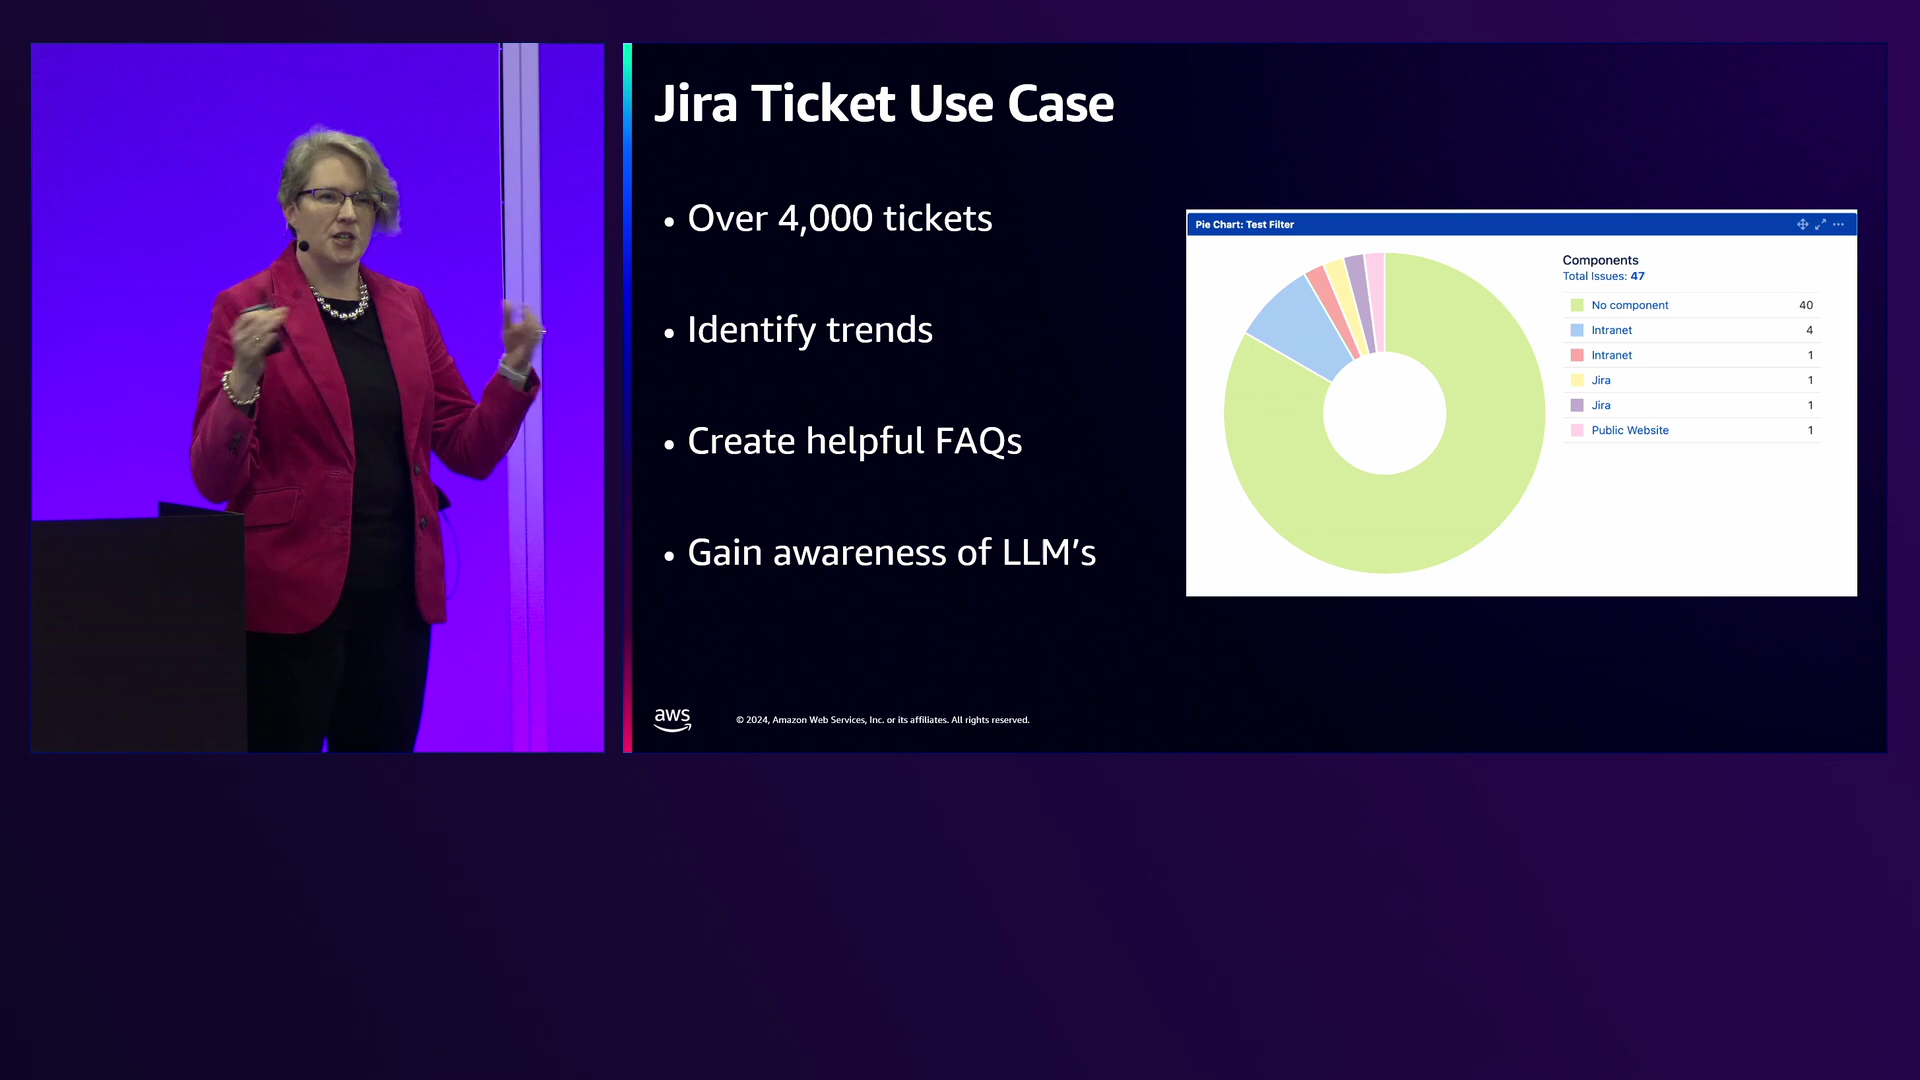 Jira Ticket Use Case
• Over 4,000 tickets
• Identify trends
• Create helpful FAQs
• Gain awareness of LLM’s
Pie Chart: Test Filter
Components
Total Issues: 47
No component 40
Intranet 4
Intranet 1
Jira 1
Jira 1
Public Website 1
aws
© 2024, Amazon Web Services, Inc. or its affiliates. All rights reserved.